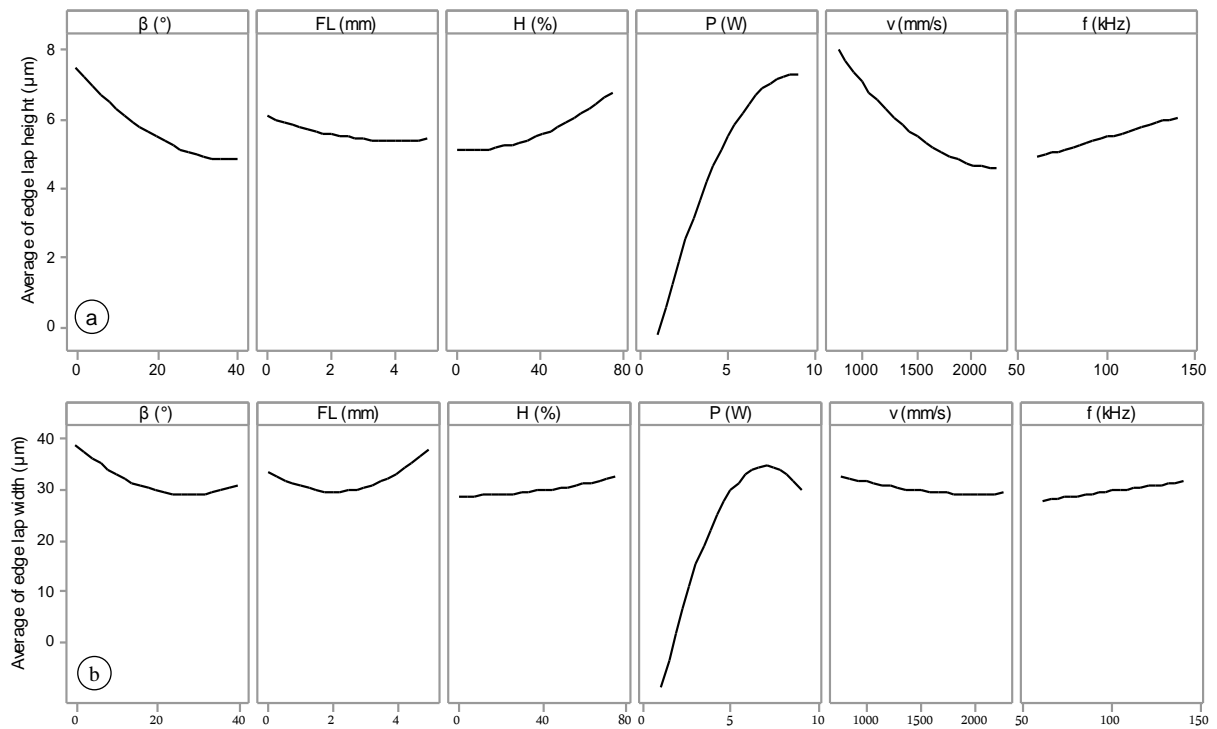 β (°) FL (mm) H (%) P (W) v (mm/s) f (kHz)
Average of edge lap height (µm)
8
6
4
2
0
a
0 20 40 0 2 4 0 40 80 0 5 10 1000 1500 2000 50 100 150
β (°) FL (mm) H (%) P (W) v (mm/s) f (kHz)
Average of edge lap width (µm)
40
30
20
10
0
b
0 20 40 0 2 4 0 40 80 0 5 10 1000 1500 2000 50 100 150